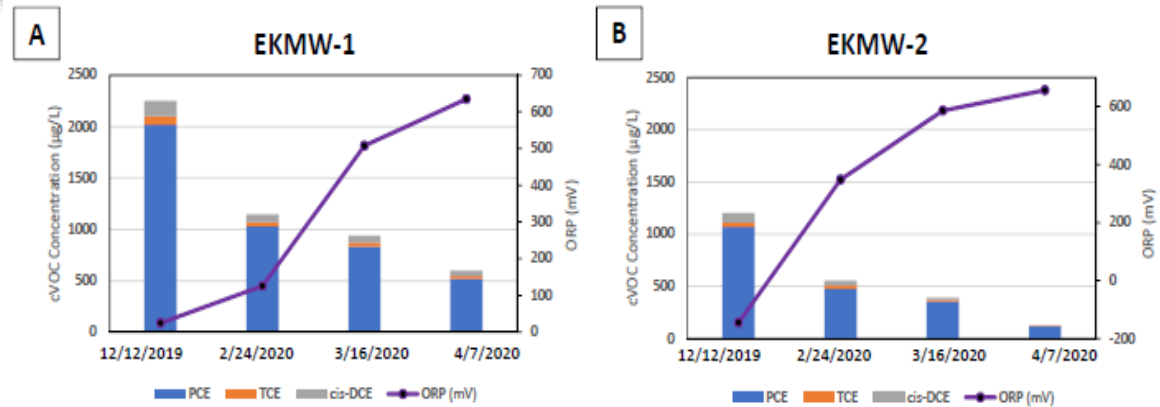 A
EKMW-1
cVOC Concentration (µg/L)
2500
2000
1500
1000
500
0
700
600
500
400
300
200
100
0
ORP (mV)
12/12/2019 2/24/2020 3/16/2020 4/7/2020
PCE TCE cis-DCE ORP (mV)
B
EKMW-2
cVOC Concentration (µg/L)
2500
2000
1500
1000
500
0
600
400
200
0
-200
ORP (mV)
12/12/2019 2/24/2020 3/16/2020 4/7/2020
PCE TCE cis-DCE ORP (mV)